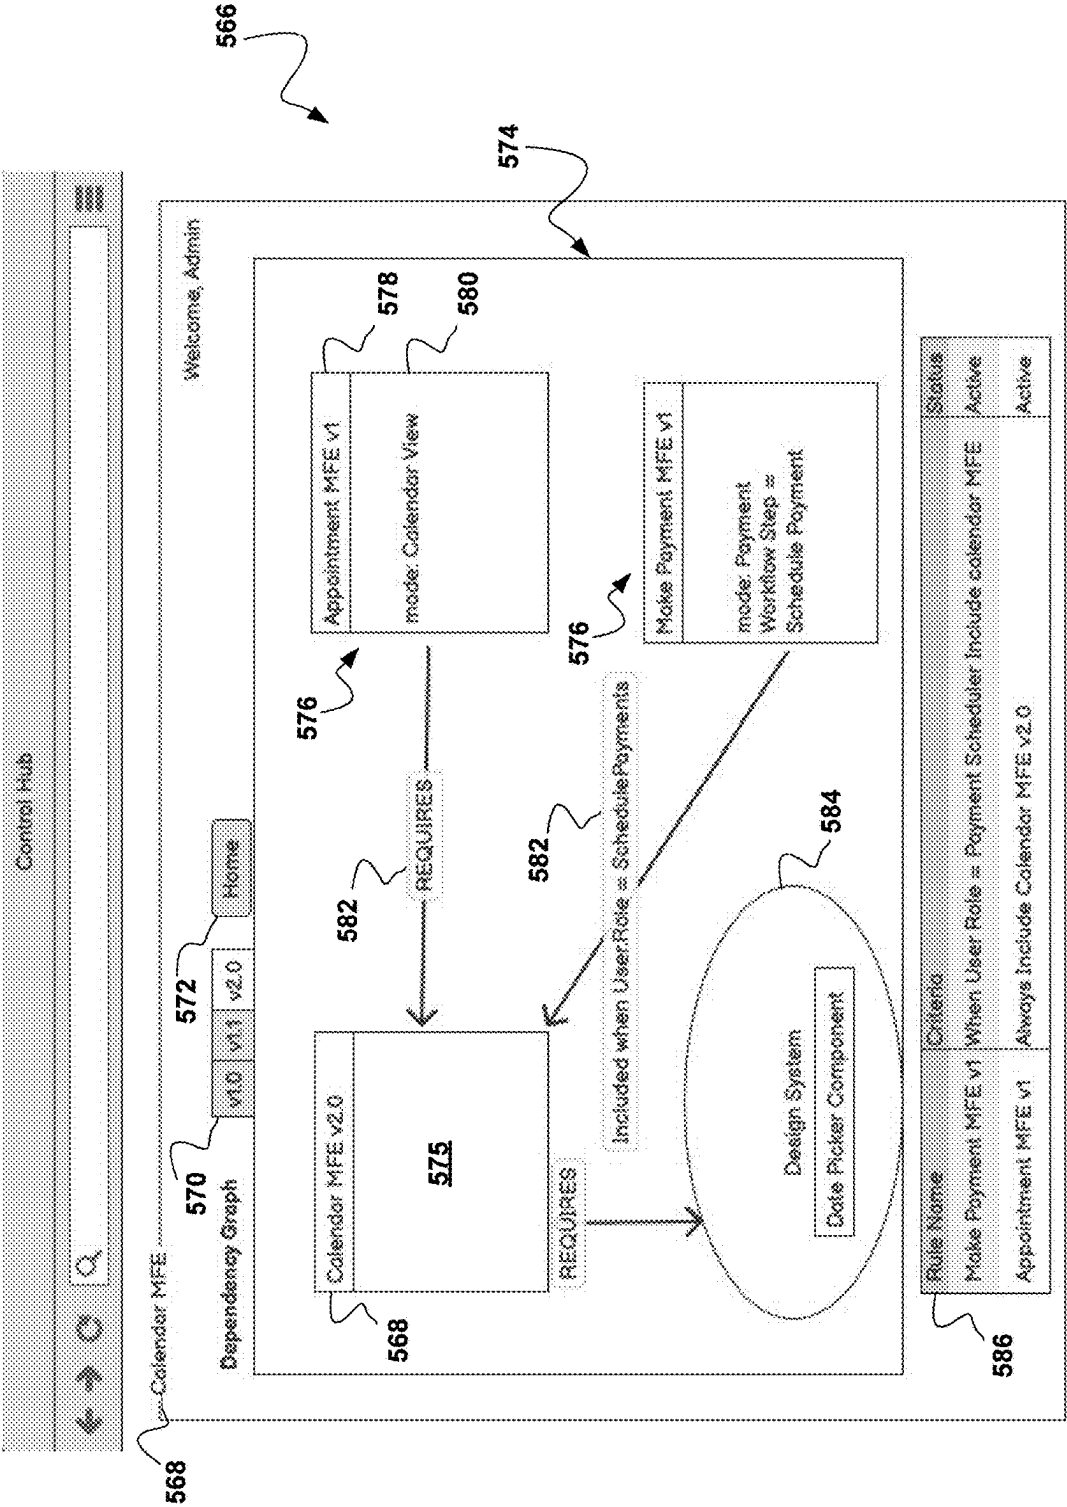 566
Control Hub
568
Calendar MFE
Welcome, Admin
Dependency Graph
570
v1.0
v1.1
v2.0
572
Home
574
568
Calendar MFE v2.0
575
582
REQUIRES
576
Appointment MFE v1
578
mode: Calendar View
580
REQUIRES
Included when User.Role = SchedulePayments
582
576
Make Payment MFE v1
mode: Payment
Workflow Step =
Schedule Payment
Design System
Date Picker Component
584
586
Rule Name Criteria Status
Make Payment MFE v1 When User Role = Payment Scheduler Include calendar MFE Active
Appointment MFE v1 Always Include Calendar MFE v2.0 Active